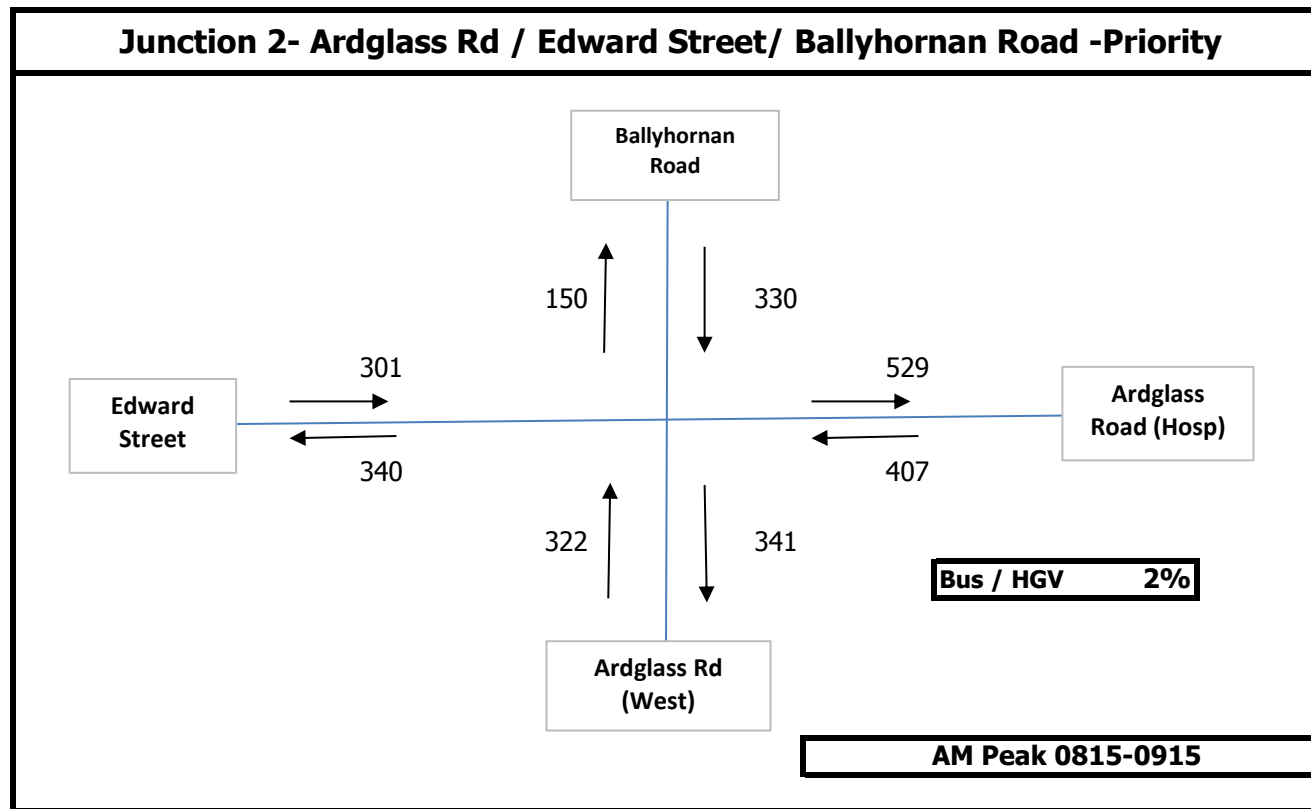 Junction 2- Ardglass Rd / Edward Street/ Ballyhornan Road -Priority
Ballyhornan
Road
150
330
301
529
Edward
Street
Ardglass
Road (Hosp)
340
407
322
341
Bus / HGV 2%
Ardglass Rd
(West)
AM Peak 0815-0915